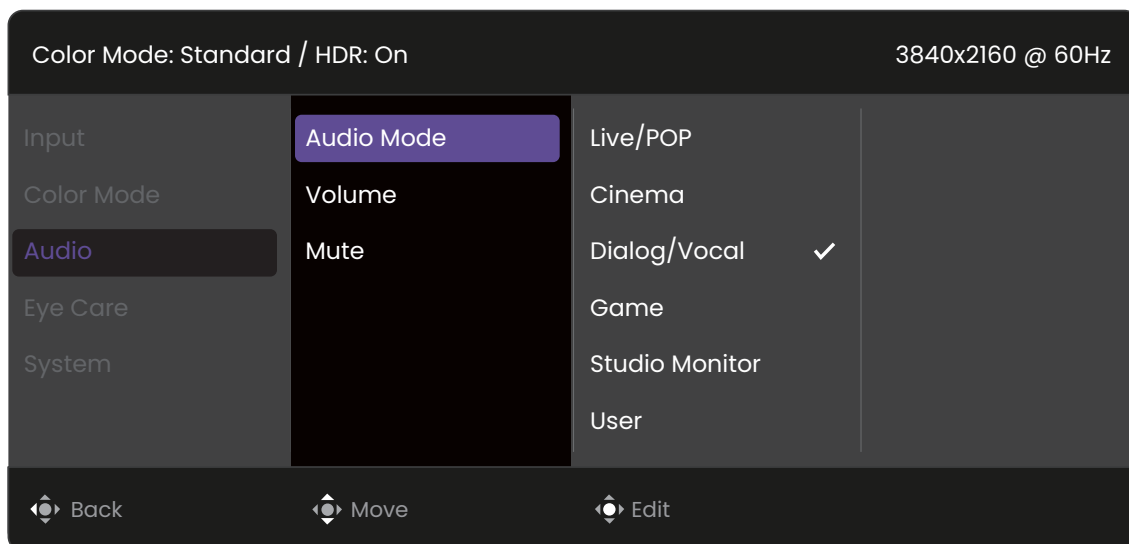 Color Mode: Standard / HDR: On
3840x2160 @ 60Hz
Input
Color Mode
Audio
Eye Care
System
Audio Mode
Volume
Mute
Live/POP
Cinema
Dialog/Vocal
Game
Studio Monitor
User
Back
Move
Edit